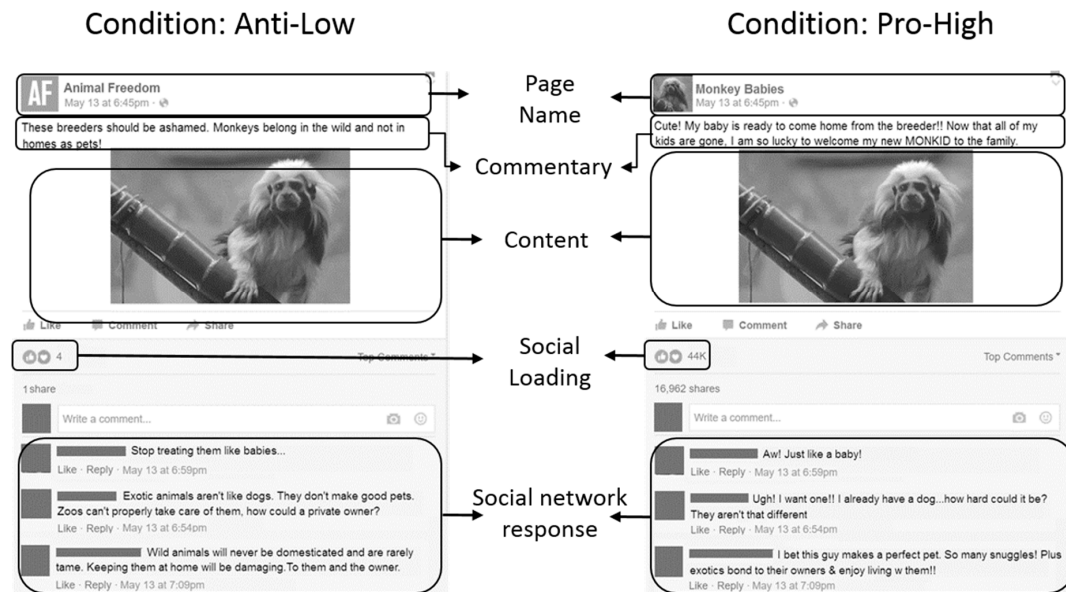 Condition: Anti-Low
Condition: Pro-High
AF
Animal Freedom
May 13 at 6:45pm ·
These breeders should be ashamed. Monkeys belong in the wild and not in
homes as pets!
Like Comment Share
4
Top Comments
1 share
Write a comment...
Stop treating them like babies...
Like · Reply · May 13 at 6:59pm
Exotic animals aren't like dogs. They don't make good pets.
Zoos can't properly take care of them, how could a private owner?
Like · Reply · May 13 at 6:54pm
Wild animals will never be domesticated and are rarely
tame. Keeping them at home will be damaging.To them and the owner.
Like · Reply · May 13 at 7:09pm
Page
Name
Commentary
Content
Social
Loading
Social network
response
Monkey Babies
May 13 at 6:45pm ·
Cute! My baby is ready to come home from the breeder!! Now that all of my
kids are gone, I am so lucky to welcome my new MONKID to the family.
Like Comment Share
44K
Top Comments
16,962 shares
Write a comment...
Aw! Just like a baby!
Like · Reply · May 13 at 6:59pm
Ugh! I want one!! I already have a dog...how hard could it be?
They aren't that different
Like · Reply · May 13 at 6:54pm
I bet this guy makes a perfect pet. So many snuggles! Plus
exotics bond to their owners & enjoy living w them!!
Like · Reply · May 13 at 7:09pm